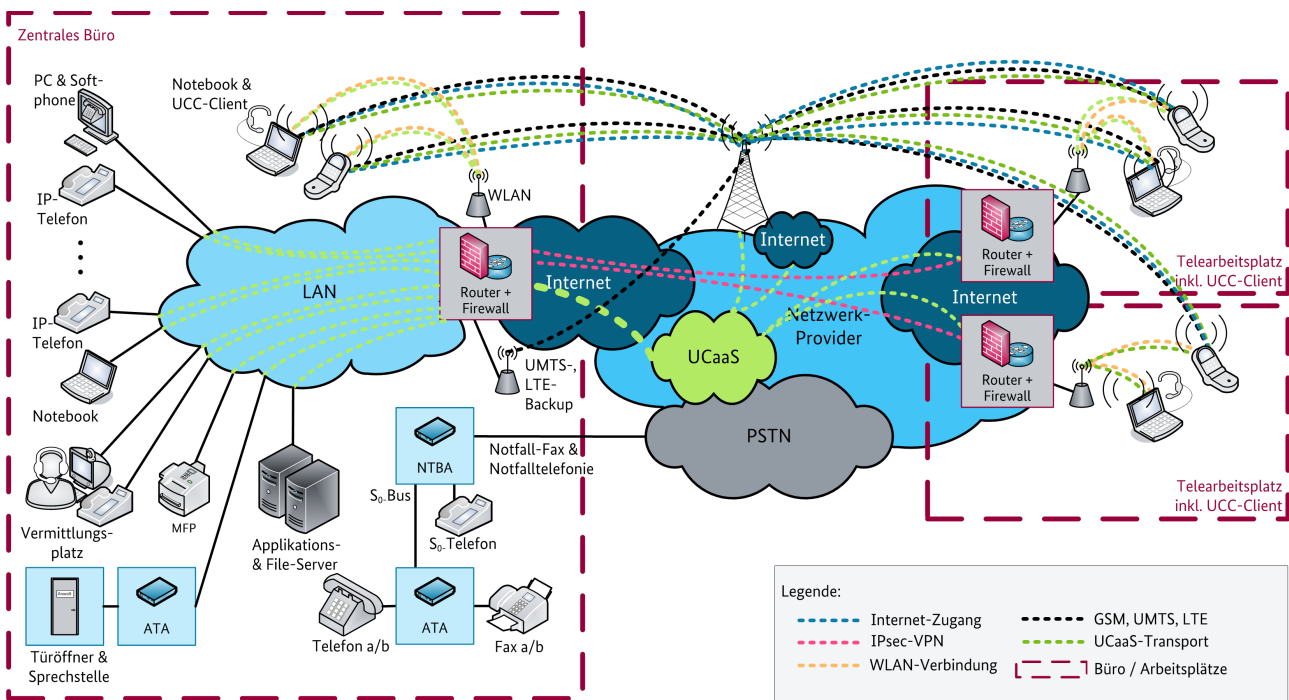 Zentrales Büro
PC & Soft-
phone
Notebook &
UCC-Client
IP-
Telefon
WLAN
LAN
Router +
Firewall
Internet
Internet
Netzwerk-
Provider
UCaaS
PSTN
Internet
Router +
Firewall
Telearbeitsplatz
inkl. UCC-Client
Router +
Firewall
Telearbeitsplatz
inkl. UCC-Client
IP-
Telefon
Notebook
UMTS-,
LTE-
Backup
Notfall-Fax &
Notfalltelefonie
NTBA
S₀-Bus
S₀-Telefon
Vermittlungs-
platz
MFP
Applikations-
& File-Server
Anwalt
ATA
Türöffner &
Sprechstelle
Telefon a/b
ATA
Fax a/b
Legende:
Internet-Zugang
IPsec-VPN
WLAN-Verbindung
GSM, UMTS, LTE
UCaaS-Transport
Büro / Arbeitsplätze